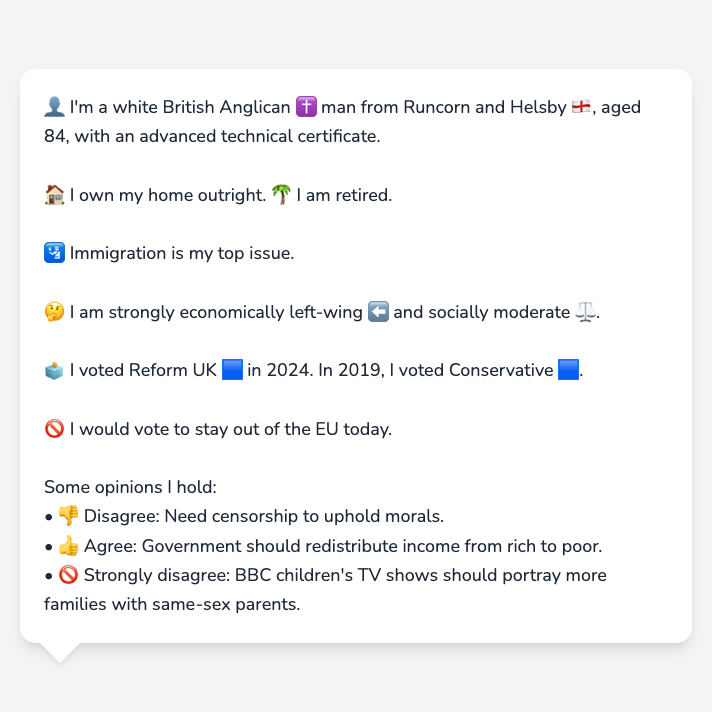 👤 I'm a white British Anglican ✝️ man from Runcorn and Helsby 🏴󠁧󠁢󠁥󠁮󠁧󠁿, aged
84, with an advanced technical certificate.
🏠 I own my home outright. 🌴 I am retired.
🛂 Immigration is my top issue.
🤔 I am strongly economically left-wing ⬅️ and socially moderate ⚖️.
🗳️ I voted Reform UK 🟦 in 2024. In 2019, I voted Conservative 🟦.
🚫 I would vote to stay out of the EU today.
Some opinions I hold:
• 👎 Disagree: Need censorship to uphold morals.
• 👍 Agree: Government should redistribute income from rich to poor.
• 🚫 Strongly disagree: BBC children's TV shows should portray more
families with same-sex parents.